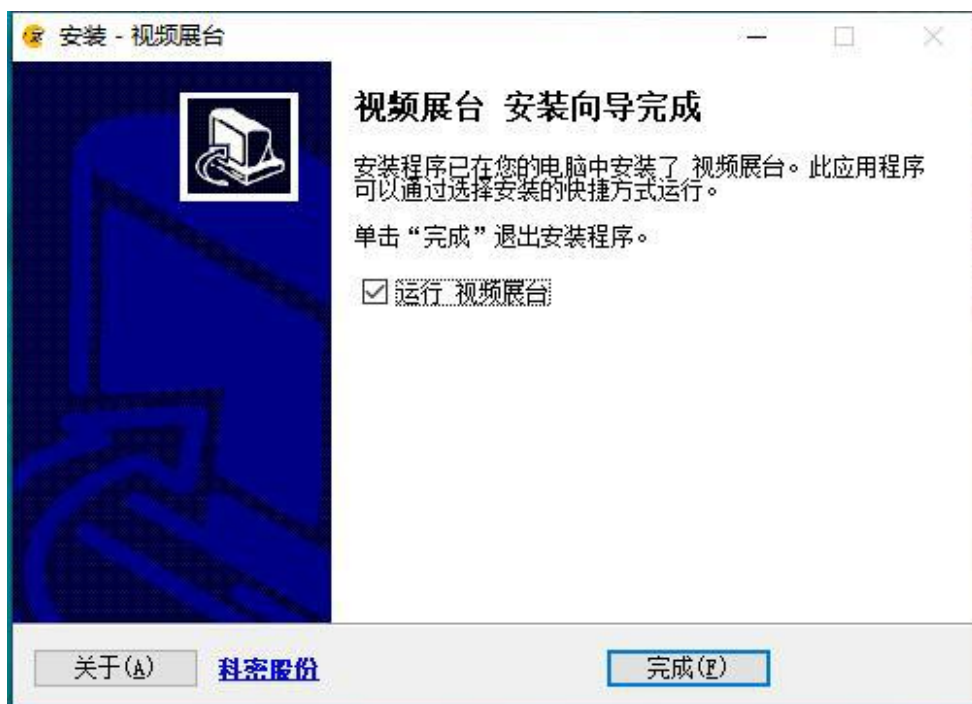 安装 - 视频展台
视频展台 安装向导完成
安装程序已在您的电脑中安装了 视频展台。此应用程序
可以通过选择安装的快捷方式运行。
单击“完成”退出安装程序。
运行 视频展台
关于(A)
科密股份
完成(F)